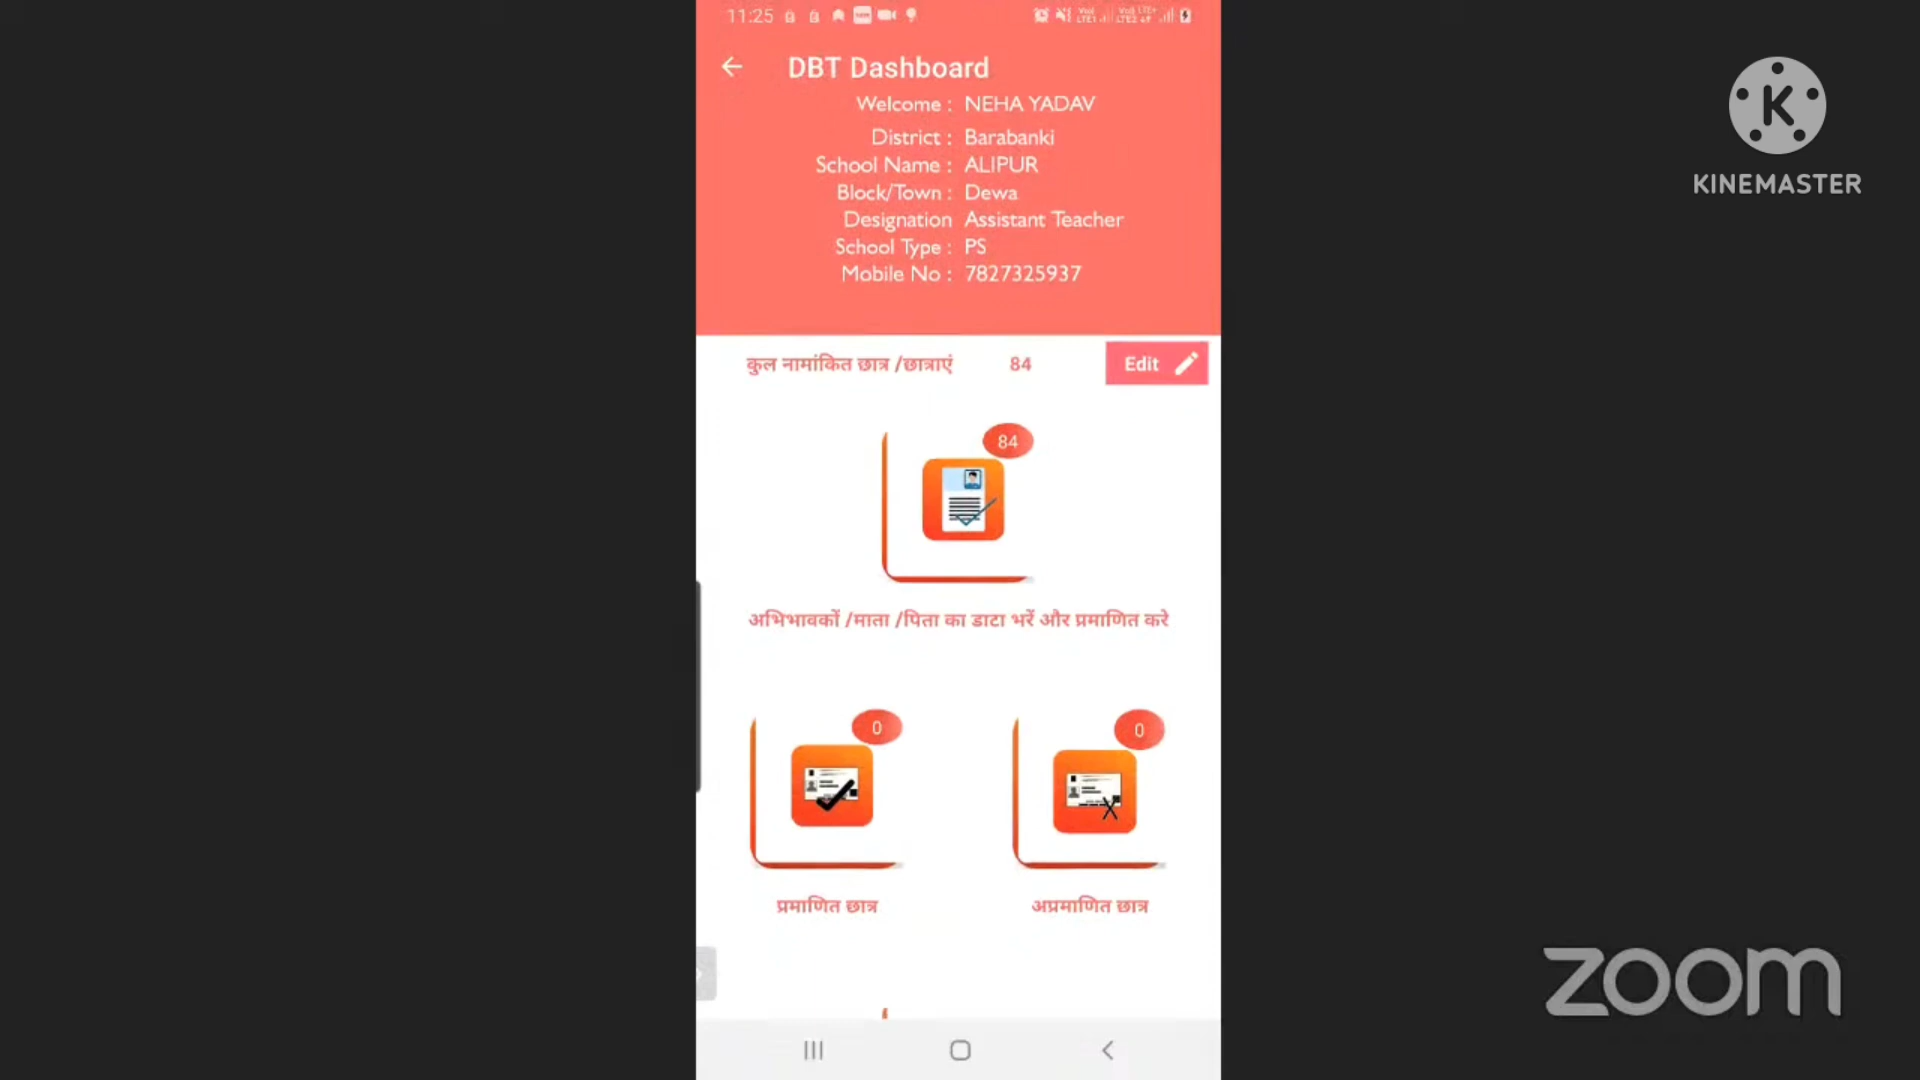 11:25
DBT Dashboard
Welcome : NEHA YADAV
District : Barabanki
School Name : ALIPUR
Block/Town : Dewa
Designation Assistant Teacher
School Type : PS
Mobile No : 7827325937
कुल नामांकित छात्र /छात्राएं 84 Edit
84
अभिभावकों /माता /पिता का डाटा भरें और प्रमाणित करे
0 0
प्रमाणित छात्र अप्रमाणित छात्र
K
KINEMASTER
zoom